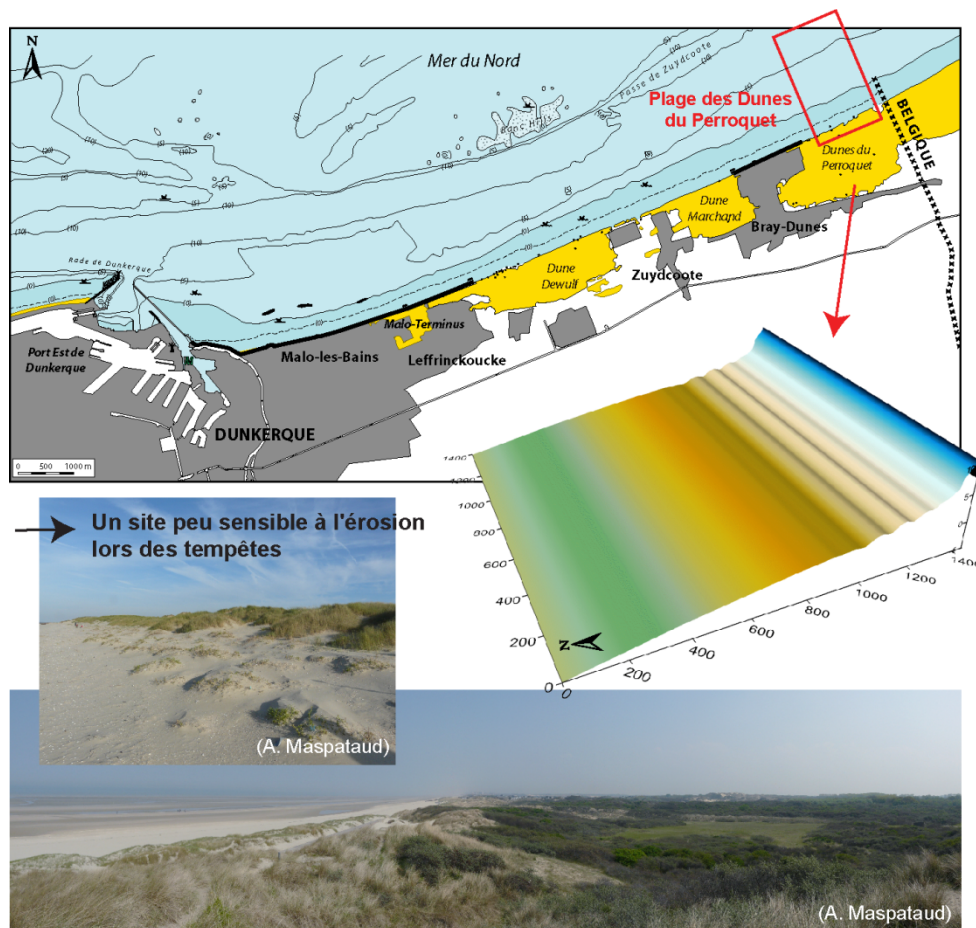 N
Mer du Nord
Passe de Zuydcoote
Banc Hills
Plage des Dunes
du Perroquet
BELGIQUE
Dunes du
Perroquet
Dune
Marchand
Bray-Dunes
Rade de Dunkerque
Dune
Dewulf
Zuydcoote
Malo-Terminus
Port Est de
Dunkerque
Malo-les-Bains
Leffrinckoucke
DUNKERQUE
0 500 1000 m
1400
1200
1000
800
600
400
200
0
0
200
400
600
800
1000
1200
1400
5
0
N
Un site peu sensible à l'érosion
lors des tempêtes
(A. Maspataud)
(A. Maspataud)